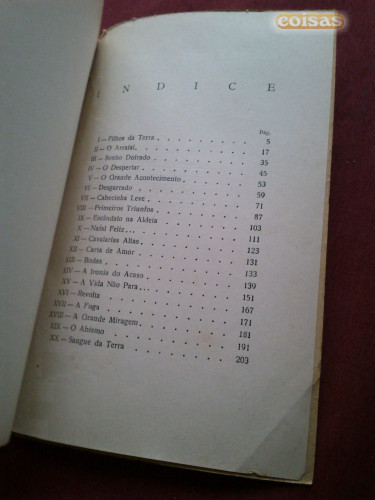 coisas
INDICE
Pág.
I — Filhos da Terra 5
II — O Arraial 17
III — Sonho Doirado 35
IV — O Despertar 45
V — O Grande Acontecimento 53
VI — Desgarrado 59
VII — Cabecinha Leve 71
VIII — Primeiros Triunfos 87
IX — Escândalo na Aldeia 103
X — Natal Feliz... 111
XI — Cavalarias Altas 123
XII — Carta de Amor 131
XIII — Bodas 133
XIV — A Ironia do Acaso 139
XV — A Vida Não Para... 151
XVI — Revolta 167
XVII — A Fuga 171
XVIII — A Grande Miragem 181
XIX — O Abismo 191
XX — Sangue da Terra 203